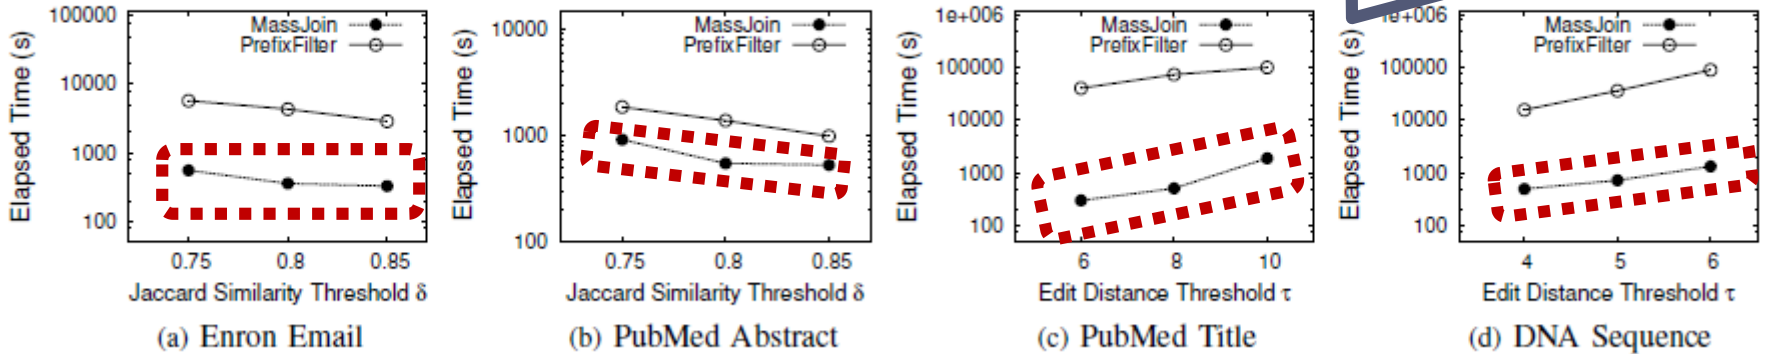 100000
10000
1000
100
Elapsed Time (s)
MassJoin
PrefixFilter
0.75 0.8 0.85
Jaccard Similarity Threshold δ
(a) Enron Email
10000
1000
100
Elapsed Time (s)
MassJoin
PrefixFilter
0.75 0.8 0.85
Jaccard Similarity Threshold δ
(b) PubMed Abstract
1e+006
100000
10000
1000
100
Elapsed Time (s)
MassJoin
PrefixFilter
6 8 10
Edit Distance Threshold τ
(c) PubMed Title
1e+006
100000
10000
1000
100
Elapsed Time (s)
MassJoin
PrefixFilter
4 5 6
Edit Distance Threshold τ
(d) DNA Sequence